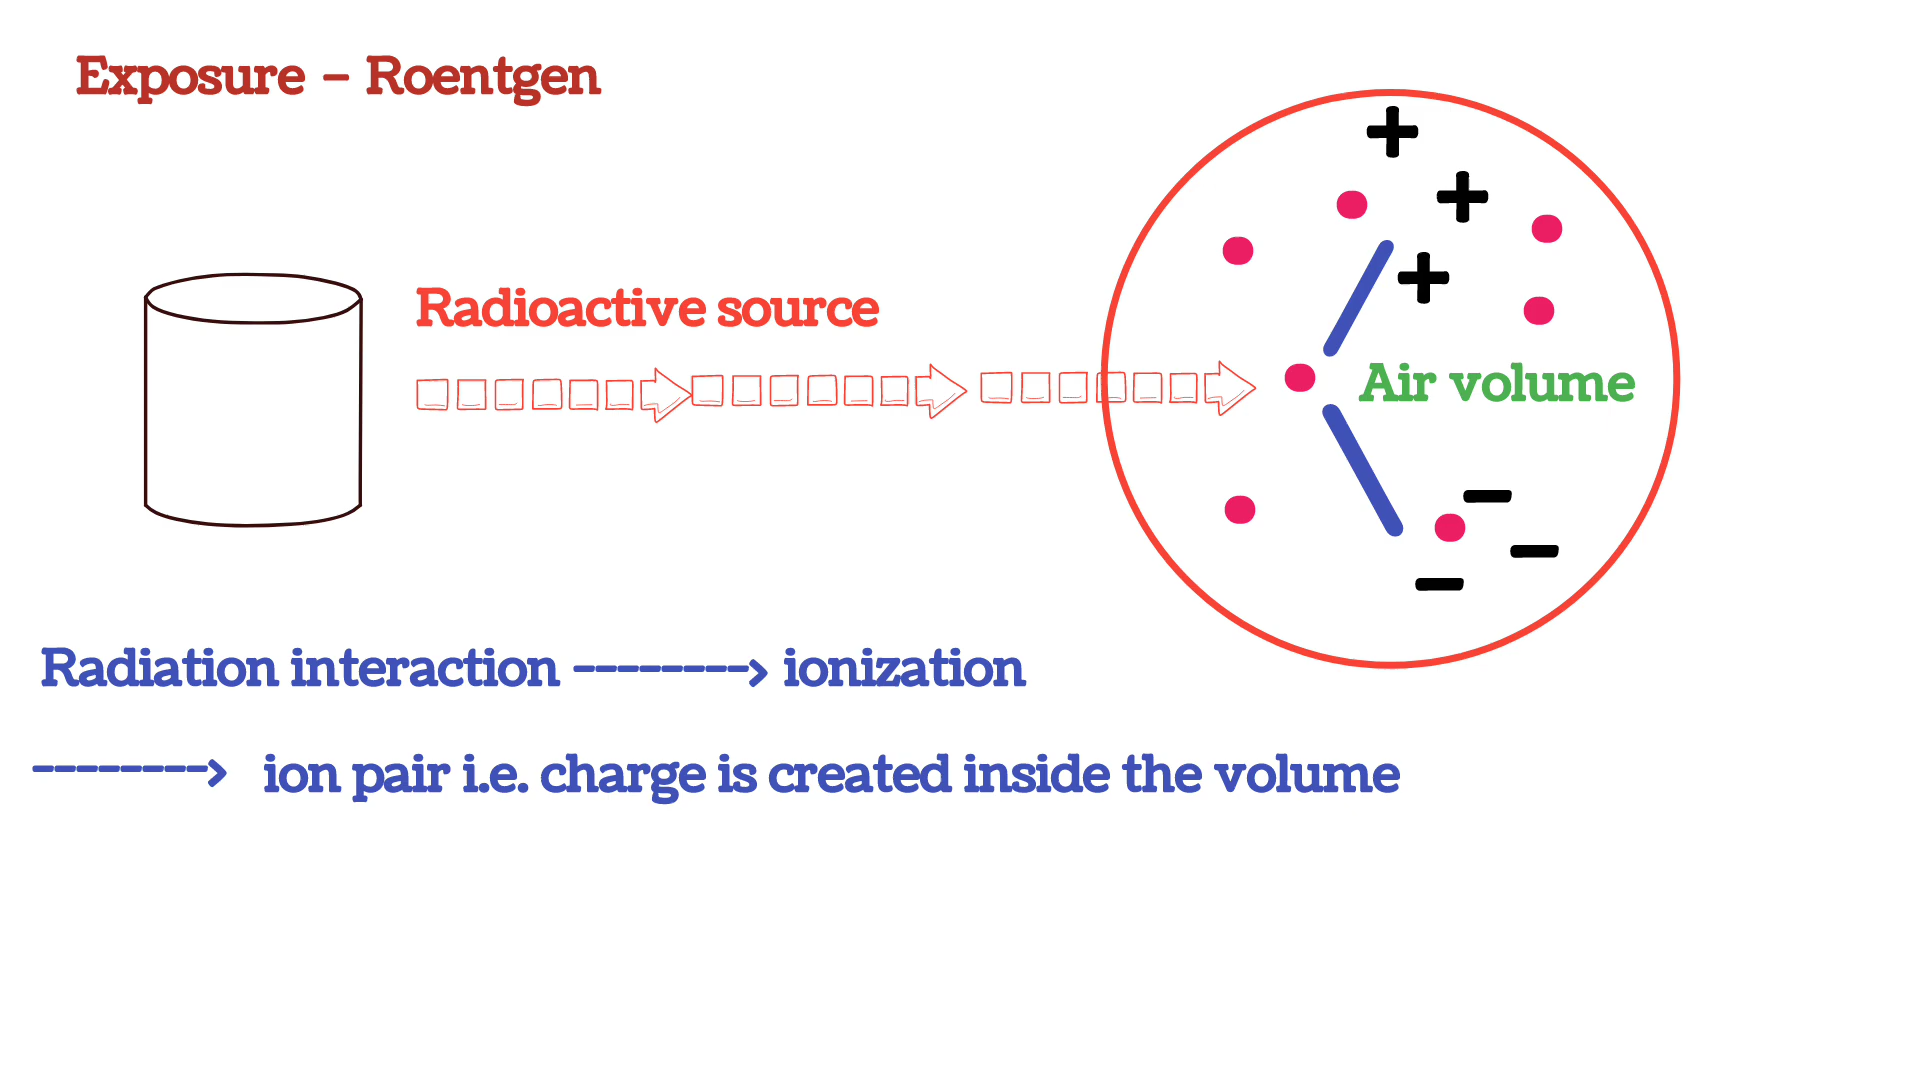 Exposure - Roentgen
Radioactive source
Air volume
Radiation interaction --------> ionization
--------> ion pair i.e. charge is created inside the volume